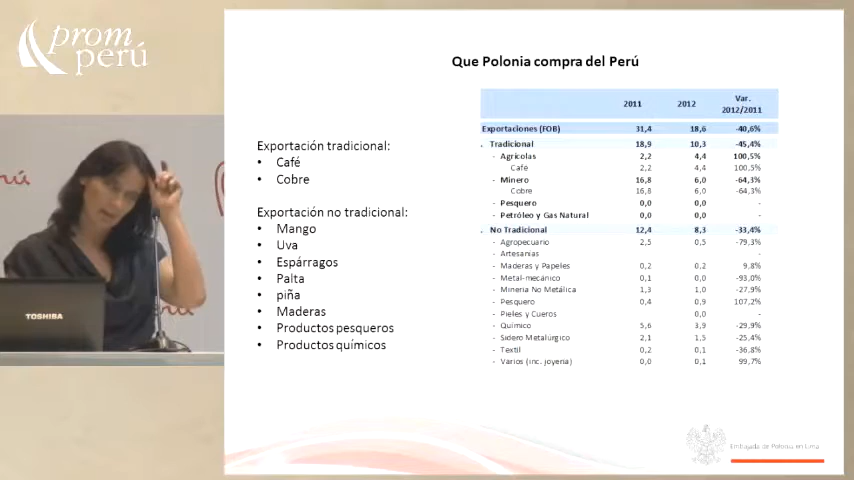 prom
perú
Que Polonia compra del Perú
Exportación tradicional:
• Café
• Cobre
Exportación no tradicional:
• Mango
• Uva
• Espárragos
• Palta
• piña
• Maderas
• Productos pesqueros
• Productos químicos
2011 2012 Var. 2012/2011
Exportaciones (FOB) 31,4 18,6 -40,6%
. Tradicional 18,9 10,3 -45,4%
- Agrícolas 2,2 4,4 100,5%
Café 2,2 4,4 100,5%
- Minero 16,8 6,0 -64,3%
Cobre 16,8 6,0 -64,3%
- Pesquero 0,0 0,0 -
- Petróleo y Gas Natural 0,0 0,0 -
. No Tradicional 12,4 8,3 -33,4%
- Agropecuario 2,5 0,5 -79,3%
- Artesanías -
- Maderas y Papeles 0,2 0,2 9,8%
- Metal-mecánico 0,1 0,0 -93,0%
- Minería No Metálica 1,3 1,0 -27,9%
- Pesquero 0,4 0,9 107,2%
- Pieles y Cueros 0,0 -
- Químico 5,6 3,9 -29,9%
- Sidero Metalúrgico 2,1 1,5 -25,4%
- Textil 0,2 0,1 -36,8%
- Varios (inc. joyería) 0,0 0,1 99,7%
rú
TOSHIBA
Embajada de Polonia en Lima